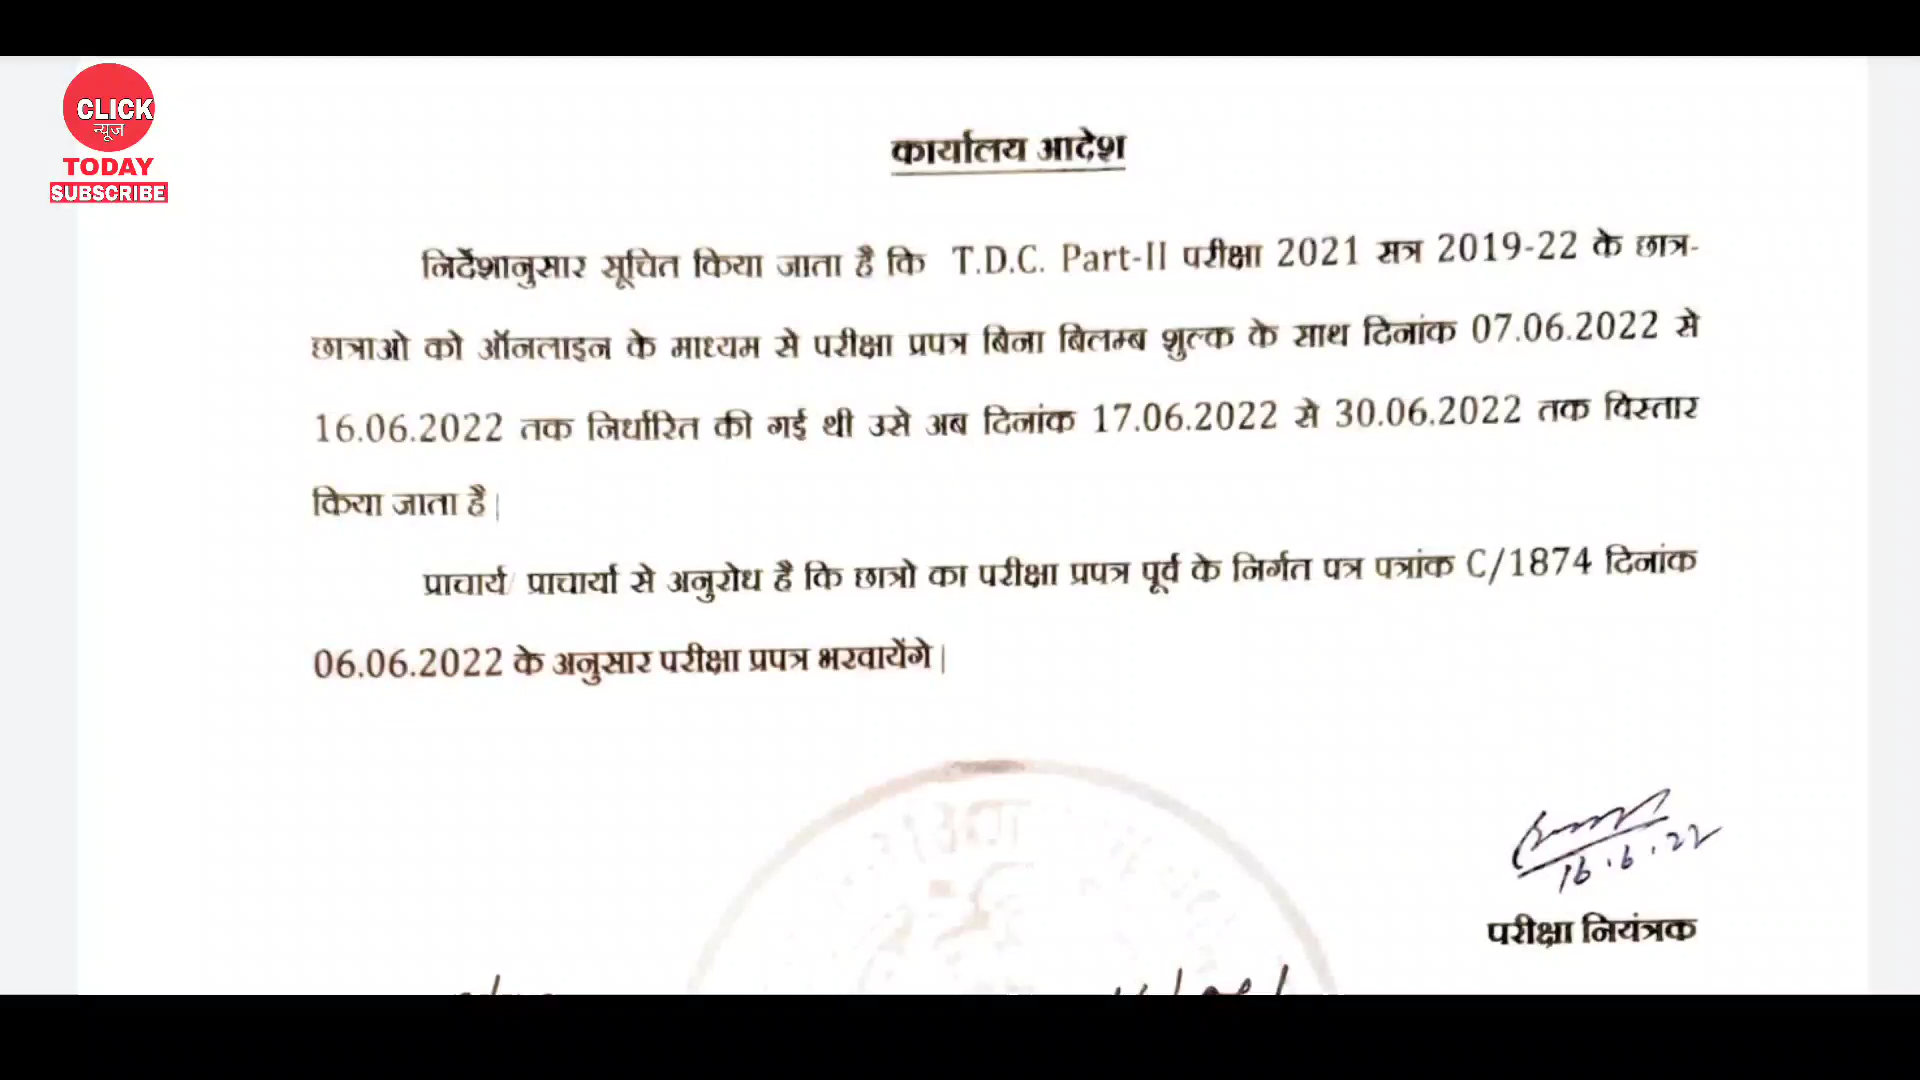 CLICK
न्यूज
TODAY
SUBSCRIBE
कार्यालय आदेश
निर्देशानुसार सूचित किया जाता है कि T.D.C. Part-II परीक्षा 2021 सत्र 2019-22 के छात्र-
छात्राओ को ऑनलाइन के माध्यम से परीक्षा प्रपत्र बिना बिलम्ब शुल्क के साथ दिनांक 07.06.2022 से
16.06.2022 तक निर्धारित की गई थी उसे अब दिनांक 17.06.2022 से 30.06.2022 तक विस्तार
किया जाता है|
प्राचार्य/ प्राचार्या से अनुरोध है कि छात्रो का परीक्षा प्रपत्र पूर्व के निर्गत पत्र पत्रांक C/1874 दिनांक
06.06.2022 के अनुसार परीक्षा प्रपत्र भरवायेंगे|
16.6.22
परीक्षा नियंत्रक